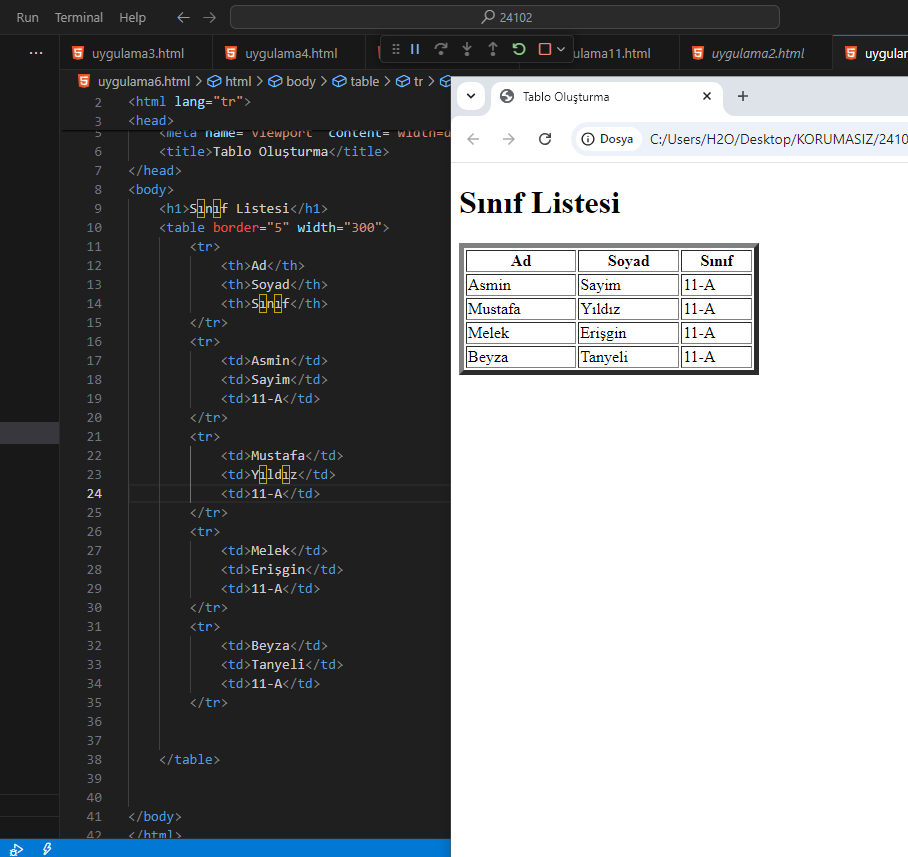 Run Terminal Help 24102
uygulama3.html uygulama4.html ulama11.html uygulama2.html
uygulama6.html > html > body > table > tr >
2 <html lang="tr">
3 <head>
5 <meta name="viewport" content="width=d
6 <title>Tablo Oluşturma</title>
7 </head>
8 <body>
9 <h1>Sınıf Listesi</h1>
10 <table border="5" width="300">
11 <tr>
12 <th>Ad</th>
13 <th>Soyad</th>
14 <th>Sınıf</th>
15 </tr>
16 <tr>
17 <td>Asmin</td>
18 <td>Sayim</td>
19 <td>11-A</td>
20 </tr>
21 <tr>
22 <td>Mustafa</td>
23 <td>Yıldız</td>
24 <td>11-A</td>
25 </tr>
26 <tr>
27 <td>Melek</td>
28 <td>Erişgin</td>
29 <td>11-A</td>
30 </tr>
31 <tr>
32 <td>Beyza</td>
33 <td>Tanyeli</td>
34 <td>11-A</td>
35 </tr>
36
37
38 </table>
39
40
41 </body>
42 </html>
Tablo Oluşturma
Dosya C:/Users/H2O/Desktop/KORUMASIZ/2410
Sınıf Listesi
Ad Soyad Sınıf
Asmin Sayim 11-A
Mustafa Yıldız 11-A
Melek Erişgin 11-A
Beyza Tanyeli 11-A